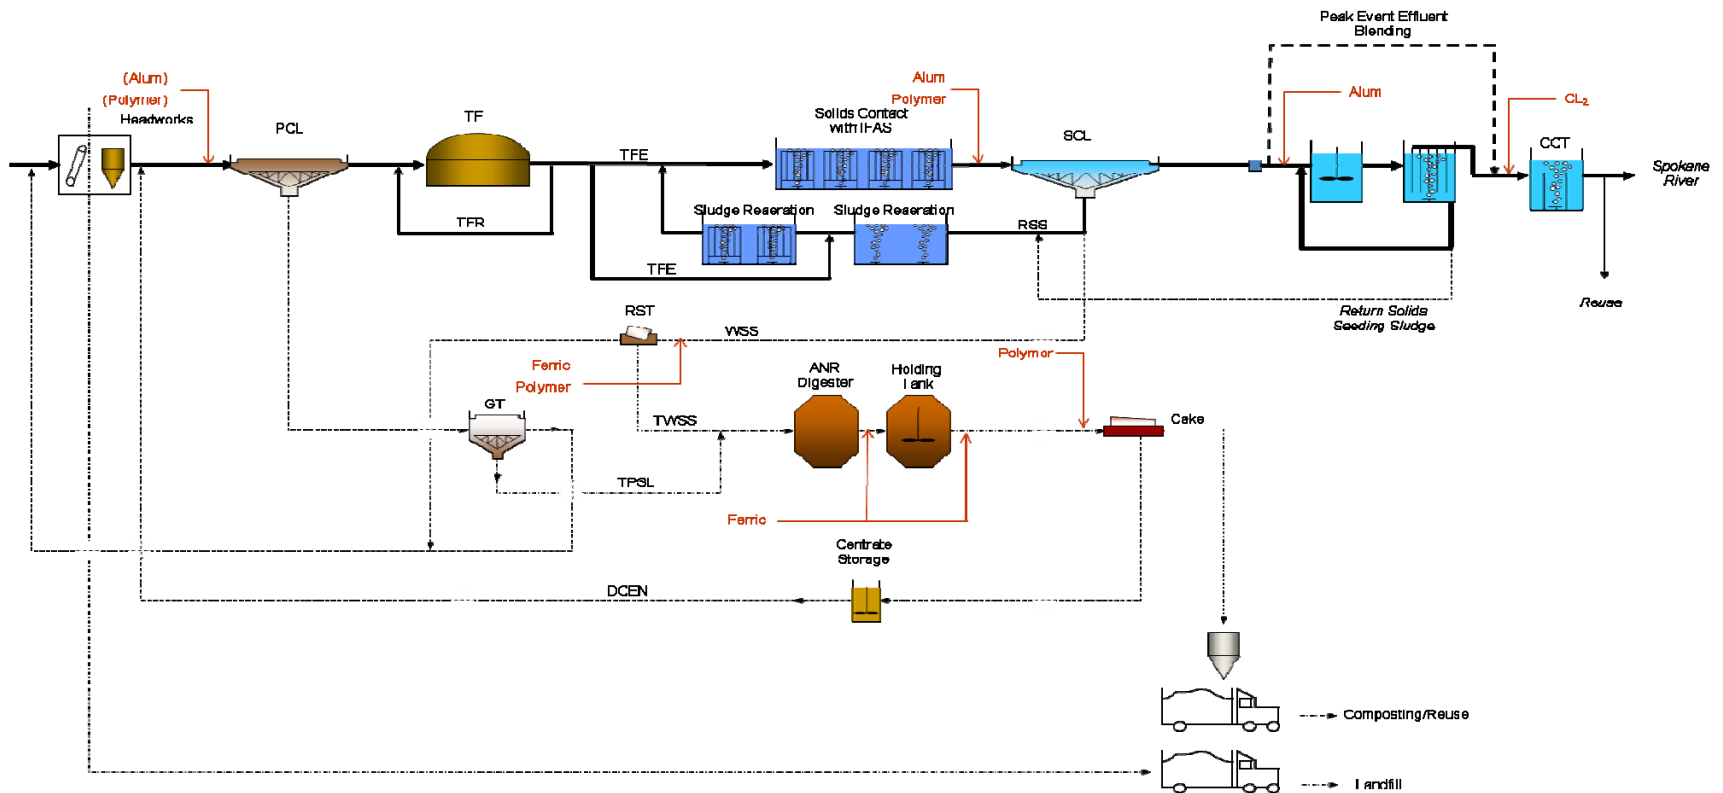 Peak Event Effluent
Blending
(Alum)
(Polymer)
Headworks
PCL
TF
TFE
TFR
Alum
Polymer
Solids Contact
with IFAS
SCL
Alum
CL₂
CCT
Spokane
River
Sludge Reaeration
Sludge Reaeration
RSS
TFE
Reuse
Return Solids
Seeding Sludge
RST
WSS
Ferric
Polymer
Polymer
ANR
Digester
Holding
Tank
GT
TWSS
Cake
TPSL
Ferric
Centrate
Storage
DCEN
Composting/Reuse
Landfill